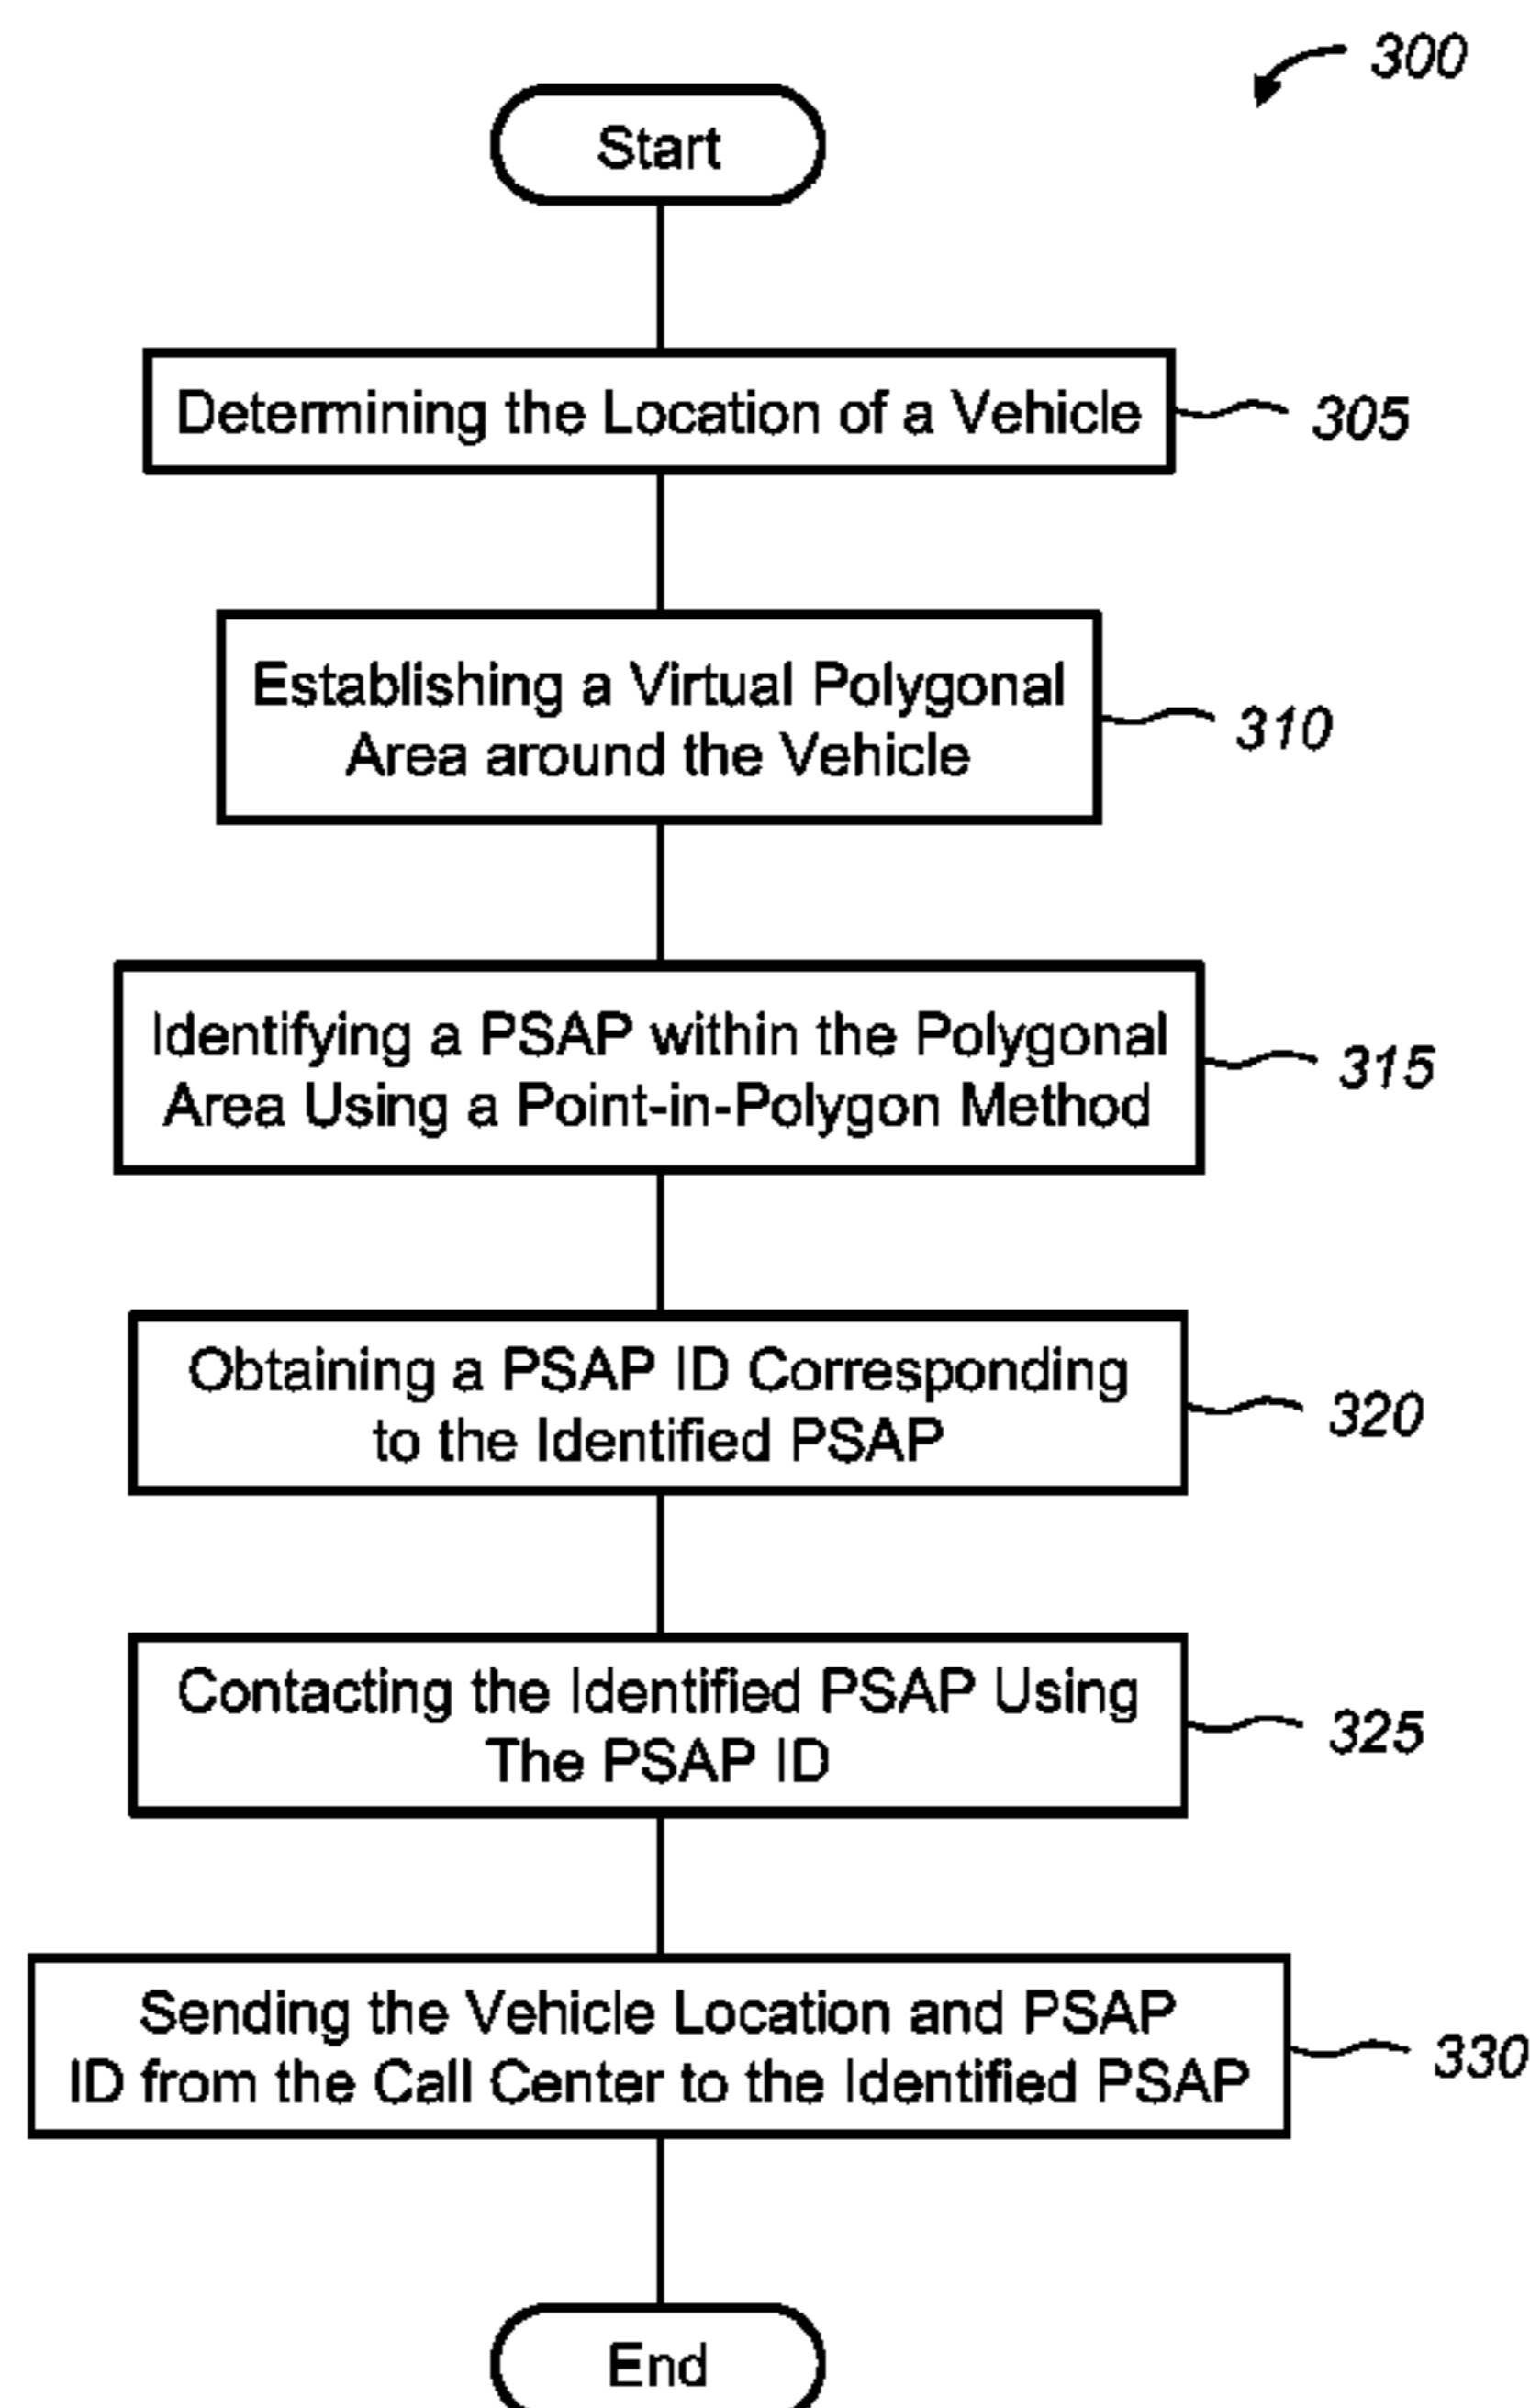 300
Start
Determining the Location of a Vehicle
305
Establishing a Virtual Polygonal
Area around the Vehicle
310
Identifying a PSAP within the Polygonal
Area Using a Point-in-Polygon Method
315
Obtaining a PSAP ID Corresponding
to the Identified PSAP
320
Contacting the Identified PSAP Using
The PSAP ID
325
Sending the Vehicle Location and PSAP
ID from the Call Center to the Identified PSAP
330
End